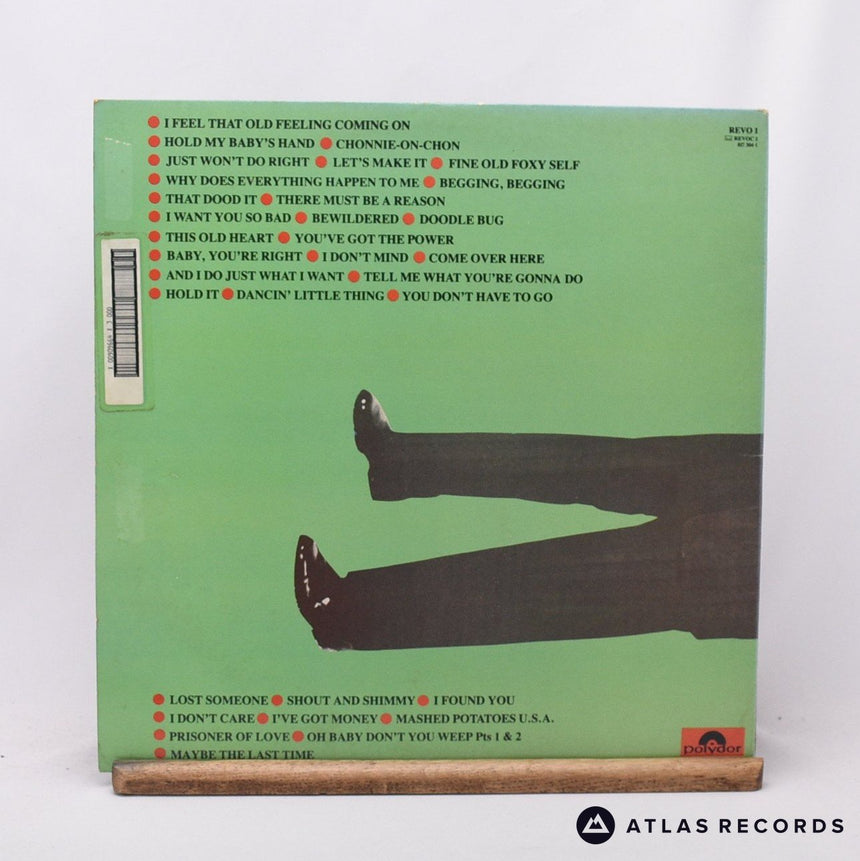 I FEEL THAT OLD FEELING COMING ON
HOLD MY BABY'S HAND ● CHONNIE-ON-CHON
JUST WON'T DO RIGHT ● LET'S MAKE IT ● FINE OLD FOXY SELF
WHY DOES EVERYTHING HAPPEN TO ME ● BEGGING, BEGGING
THAT DOOD IT ● THERE MUST BE A REASON
I WANT YOU SO BAD ● BEWILDERED ● DOODLE BUG
THIS OLD HEART ● YOU'VE GOT THE POWER
BABY, YOU'RE RIGHT ● I DON'T MIND ● COME OVER HERE
AND I DO JUST WHAT I WANT ● TELL ME WHAT YOU'RE GONNA DO
HOLD IT ● DANCIN' LITTLE THING ● YOU DON'T HAVE TO GO
REVO 1
REVOC 1
LOST SOMEONE ● SHOUT AND SHIMMY ● I FOUND YOU
I DON'T CARE ● I'VE GOT MONEY ● MASHED POTATOES U.S.A.
PRISONER OF LOVE ● OH BABY DON'T YOU WEEP Pts 1 & 2
MAYBE THE LAST TIME
polydor
ATLAS RECORDS